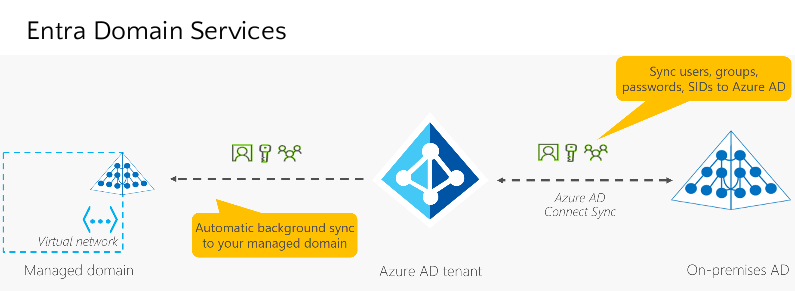 Entra Domain Services
Sync users, groups,
passwords, SIDs to Azure AD
Azure AD
Connect Sync
Automatic background sync
to your managed domain
Virtual network
Managed domain
Azure AD tenant
On-premises AD